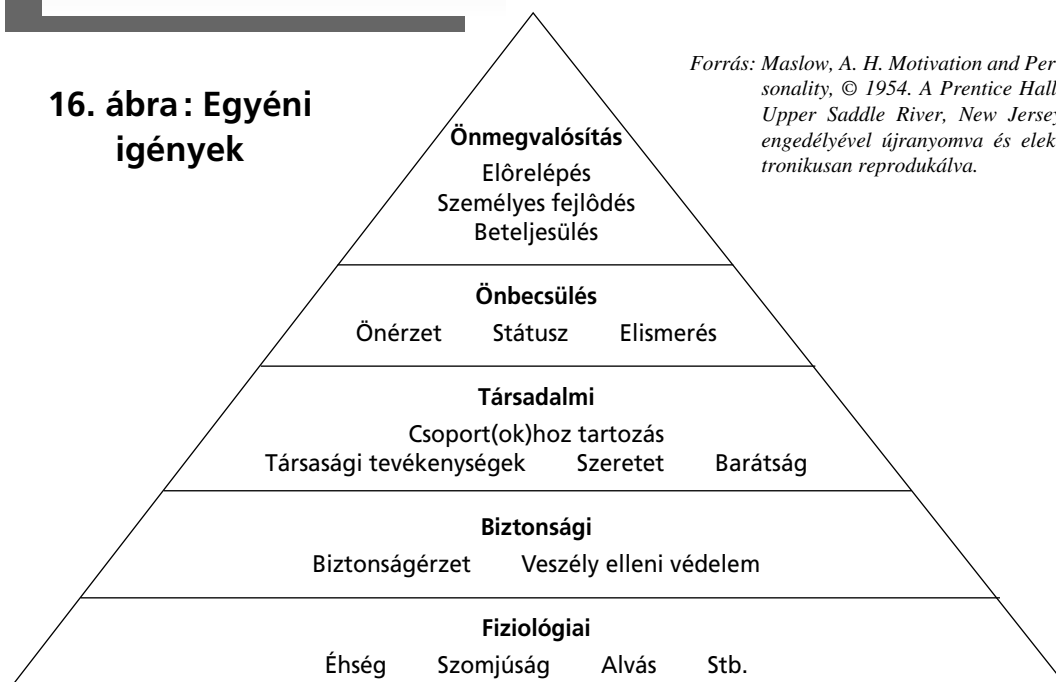 16. ábra: Egyéni
igények
Forrás: Maslow, A. H. Motivation and Per
sonality, © 1954. A Prentice Hall
Upper Saddle River, New Jersey
engedélyével újranyomva és elek
tronikusan reprodukálva.
Önmegvalósítás
Elôrelépés
Személyes fejlôdés
Beteljesülés
Önbecsülés
Önérzet Státusz Elismerés
Társadalmi
Csoport(ok)hoz tartozás
Társasági tevékenységek Szeretet Barátság
Biztonsági
Biztonságérzet Veszély elleni védelem
Fiziológiai
Éhség Szomjúság Alvás Stb.